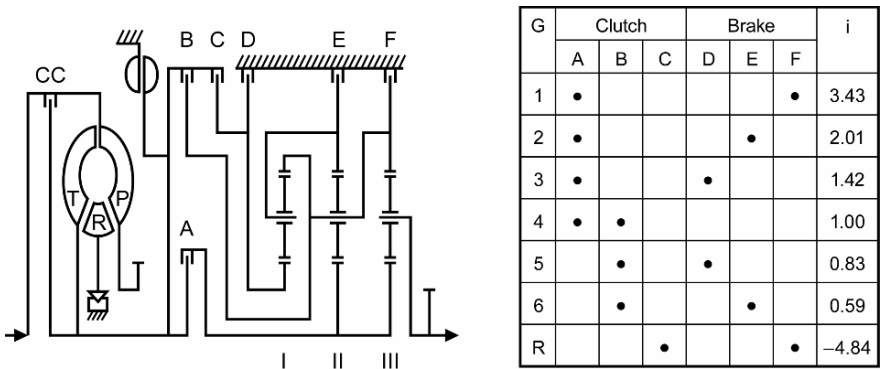 B C D E F
CC
T R P
A
I II III
G Clutch Brake i
A B C D E F
1 • • 3.43
2 • • 2.01
3 • • 1.42
4 • • 1.00
5 • • 0.83
6 • • 0.59
R • • −4.84